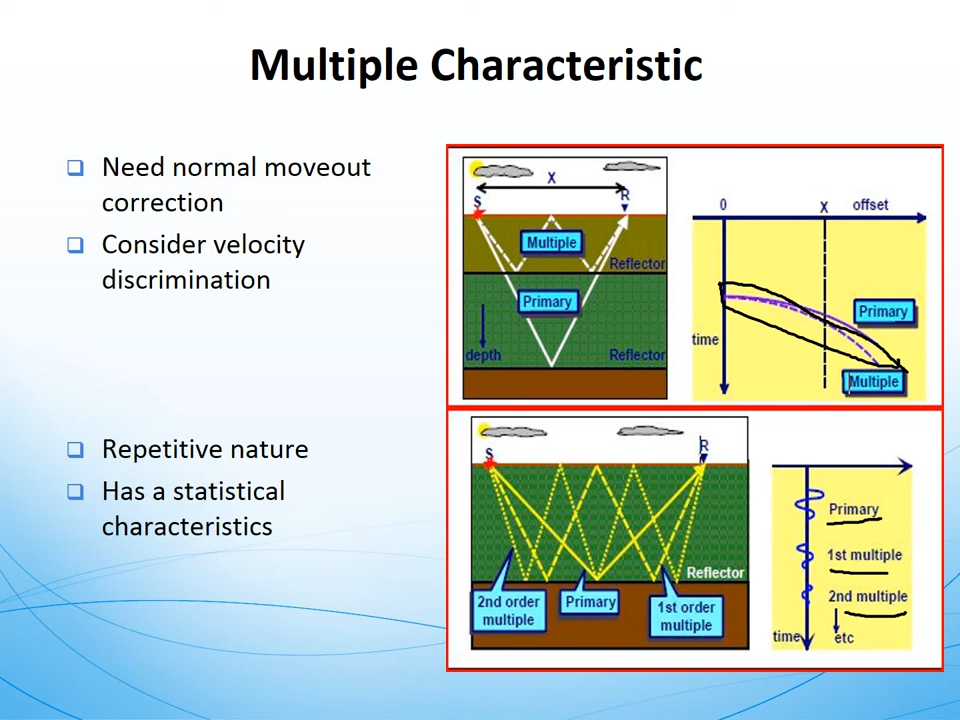 Multiple Characteristic
Need normal moveout
correction
Consider velocity
discrimination
Repetitive nature
Has a statistical
characteristics
X
S
R
Multiple
Reflector
Primary
depth
Reflector
0
X
offset
Primary
time
Multiple
S
R
Reflector
2nd order
multiple
Primary
1st order
multiple
Primary
1st multiple
2nd multiple
time
etc